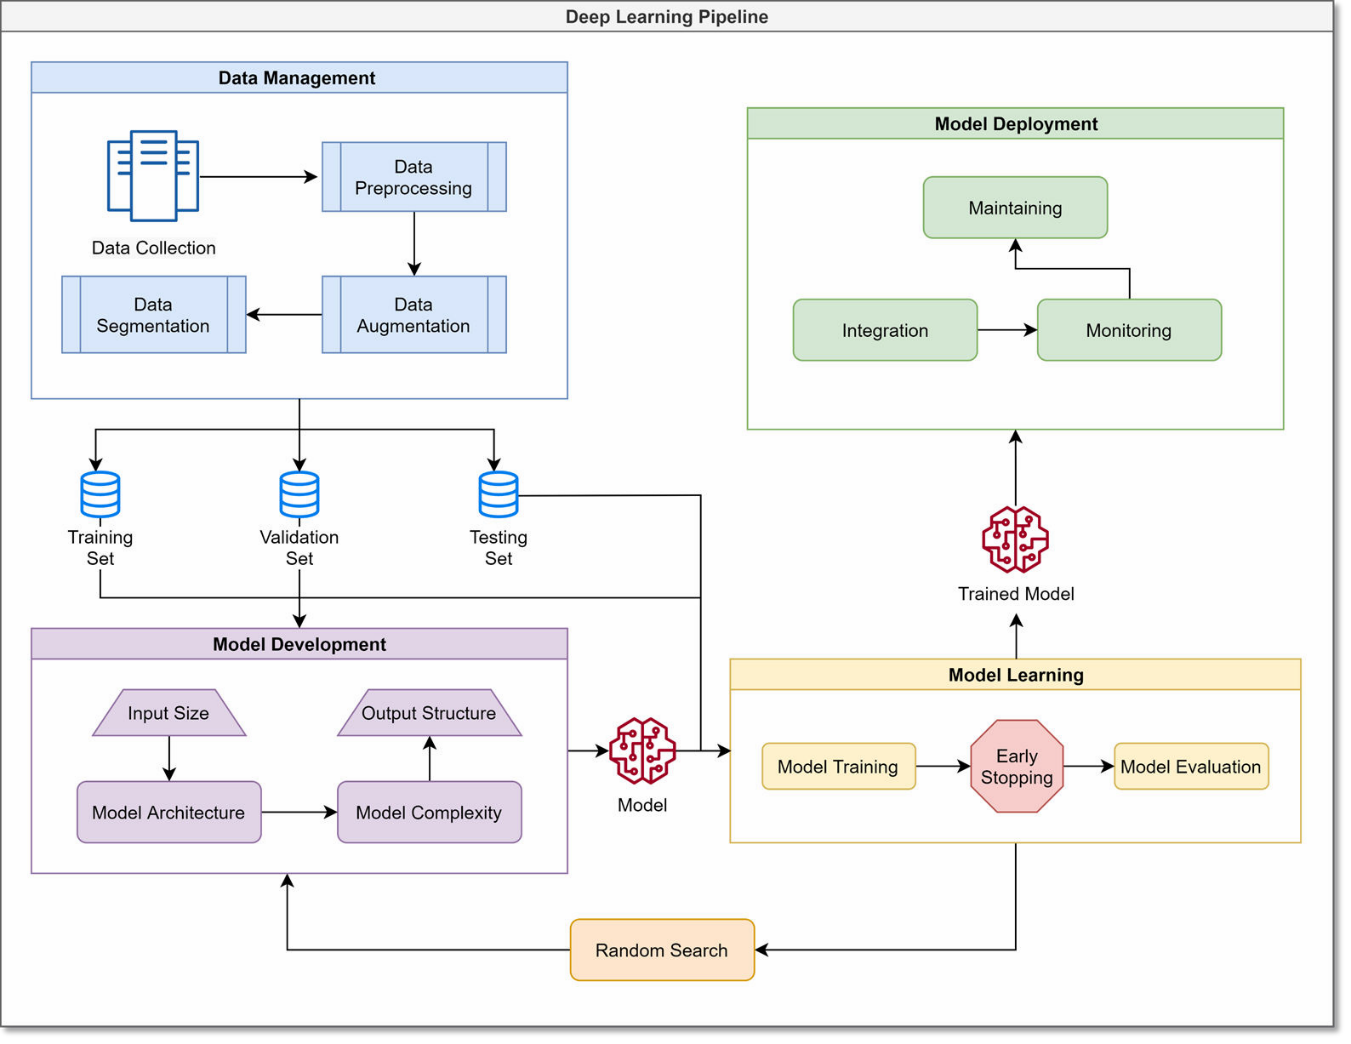 Deep Learning Pipeline
Data Management
Data Collection
Data
Preprocessing
Data
Augmentation
Data
Segmentation
Training
Set
Validation
Set
Testing
Set
Model Development
Input Size
Output Structure
Model Architecture
Model Complexity
Model
Model Learning
Model Training
Early
Stopping
Model Evaluation
Random Search
Trained Model
Model Deployment
Maintaining
Integration
Monitoring